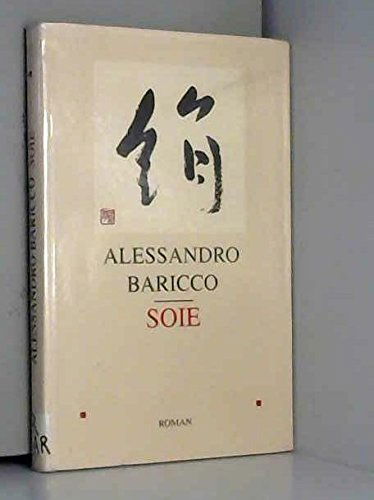 絹
ALESSANDRO
BARICCO
SOIE
ROMAN
ALESSANDRO BARICCO SOIE